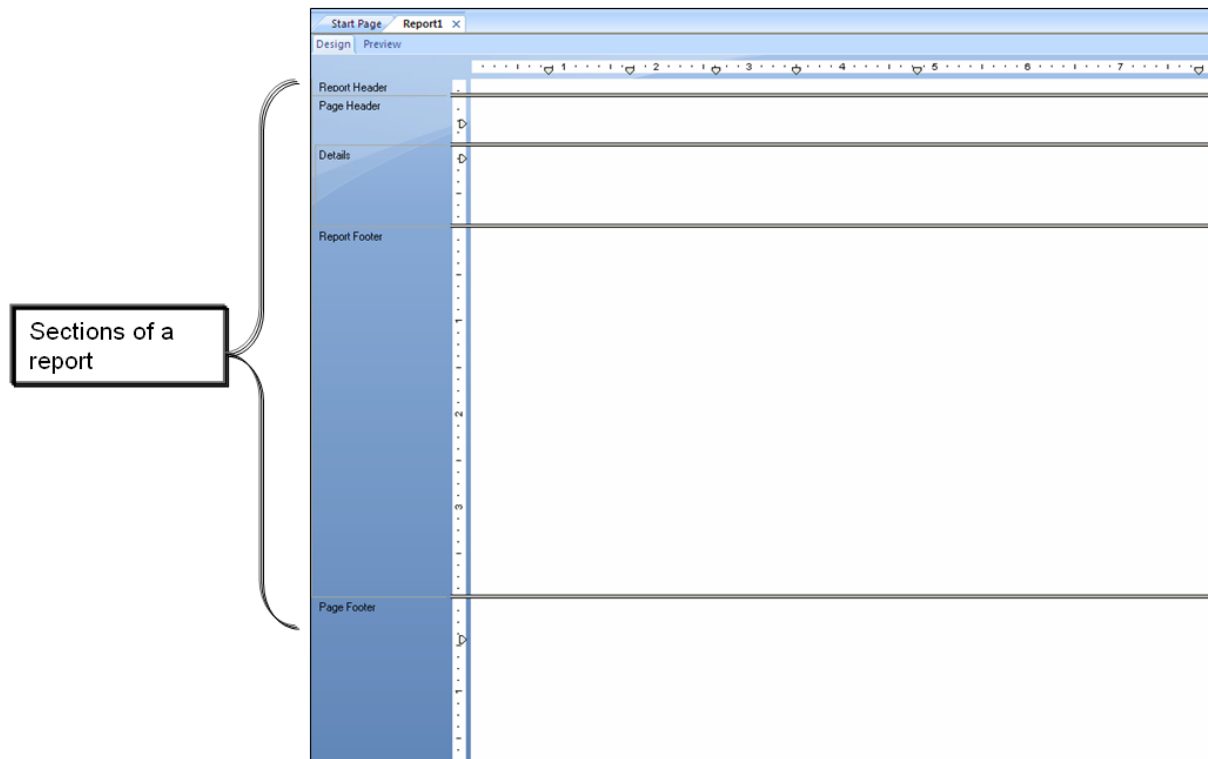 Start Page Report1
Design Preview
1 2 3 4 5 6 7
Report Header
Page Header
Details
Report Footer
1
2
3
Sections of a
report
Page Footer
1